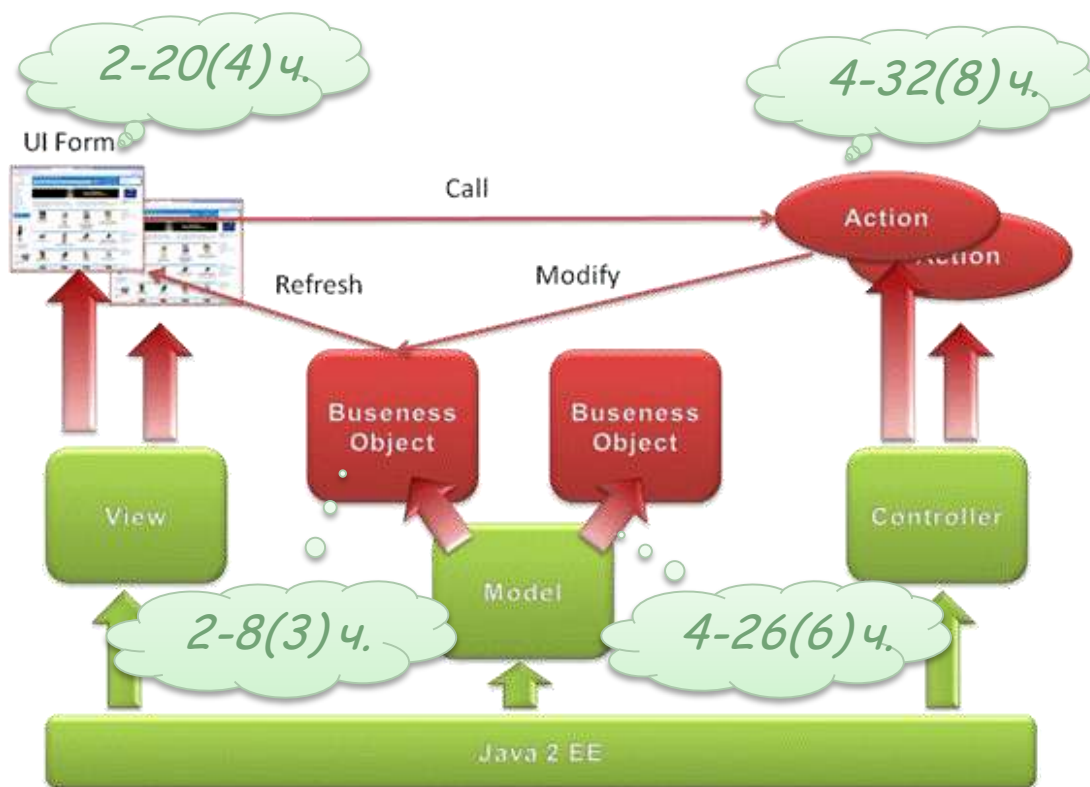 2-20(4) ч.
4-32(8) ч.
UI Form
Call
Action
Action
Refresh
Modify
Buseness
Object
Buseness
Object
View
Controller
Model
2-8(3) ч.
4-26(6) ч.
Java 2 EE